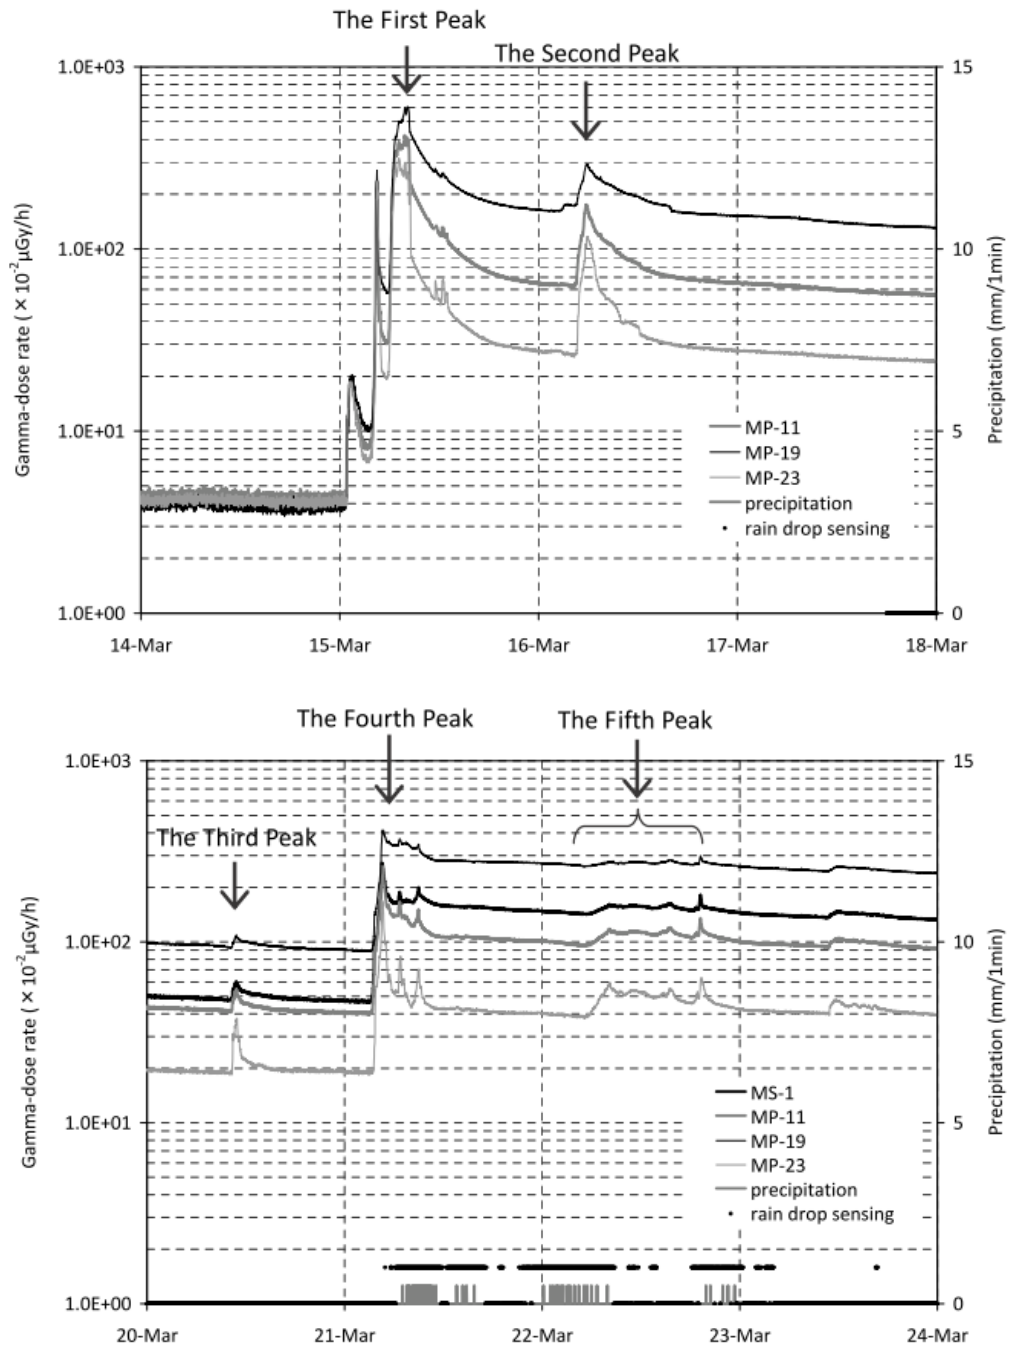 The First Peak
The Second Peak
1.0E+03
1.0E+02
1.0E+01
1.0E+00
Gamma-dose rate ( × 10-2μGy/h)
15
10
5
0
Precipitation (mm/1min)
MP-11
MP-19
MP-23
precipitation
rain drop sensing
14-Mar
15-Mar
16-Mar
17-Mar
18-Mar
The Fourth Peak
The Fifth Peak
The Third Peak
1.0E+03
1.0E+02
1.0E+01
1.0E+00
Gamma-dose rate ( × 10-2μGy/h)
15
10
5
0
Precipitation (mm/1min)
MS-1
MP-11
MP-19
MP-23
precipitation
rain drop sensing
20-Mar
21-Mar
22-Mar
23-Mar
24-Mar